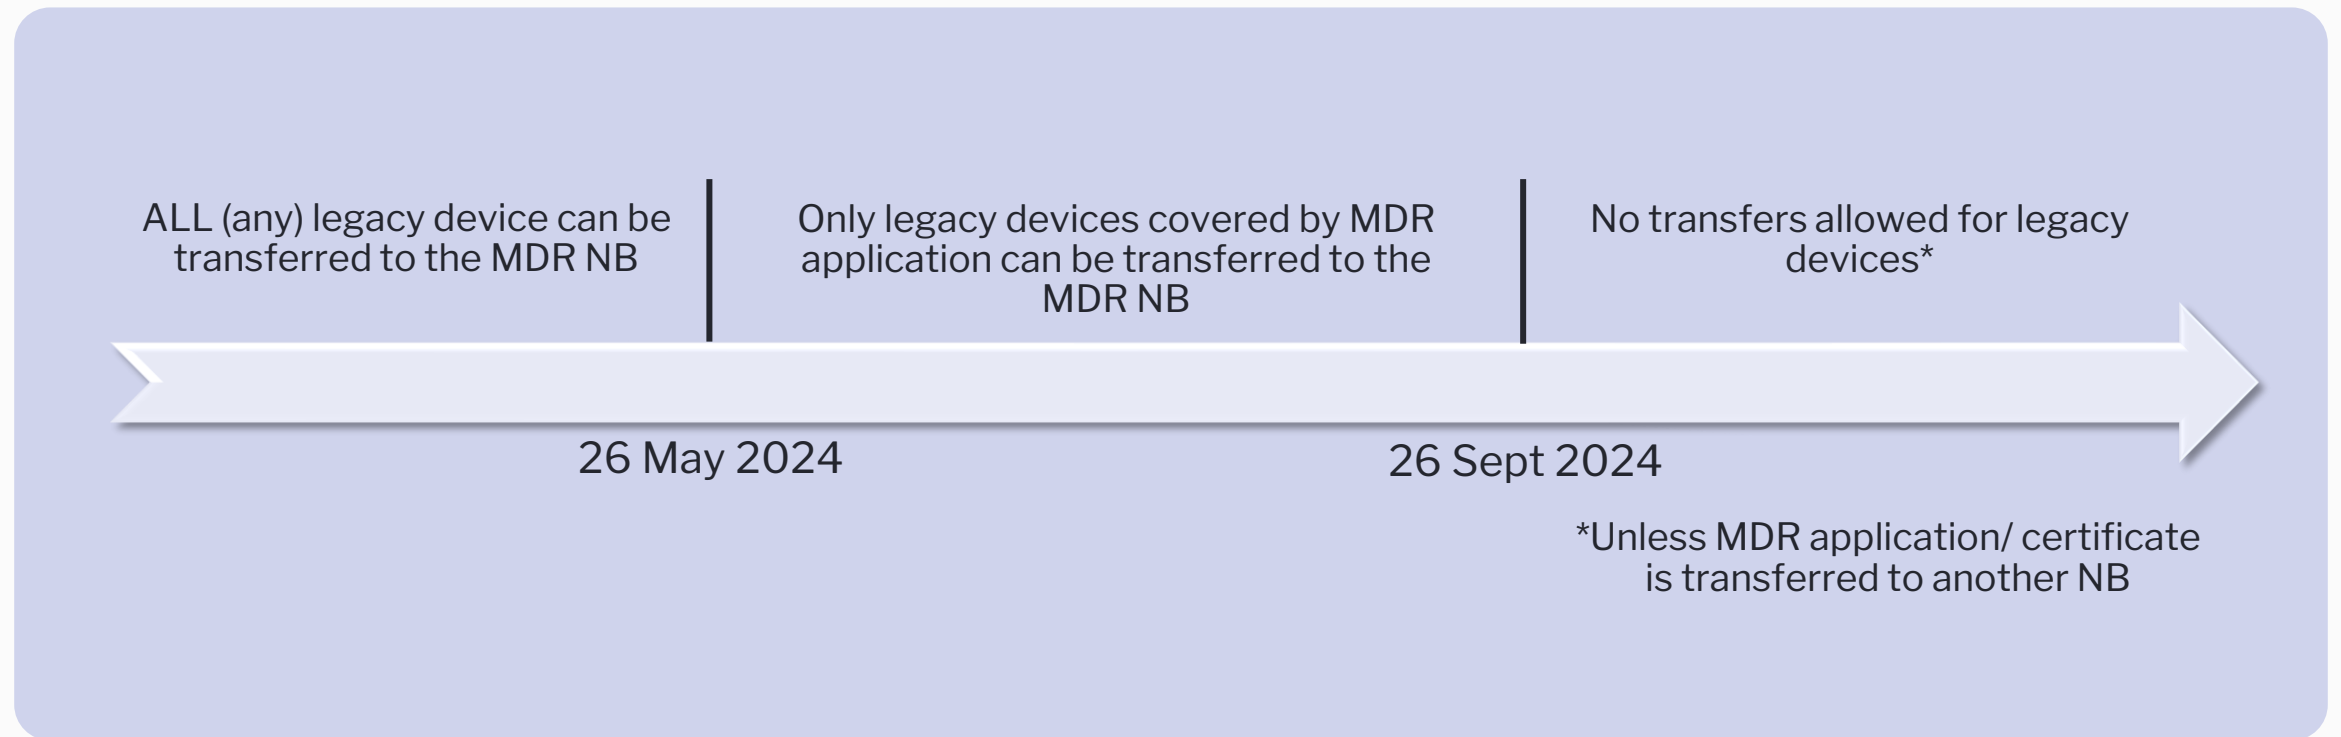 ALL (any) legacy device can be
transferred to the MDR NB
Only legacy devices covered by MDR
application can be transferred to the
MDR NB
No transfers allowed for legacy
devices*
26 May 2024
26 Sept 2024
*Unless MDR application/ certificate
is transferred to another NB